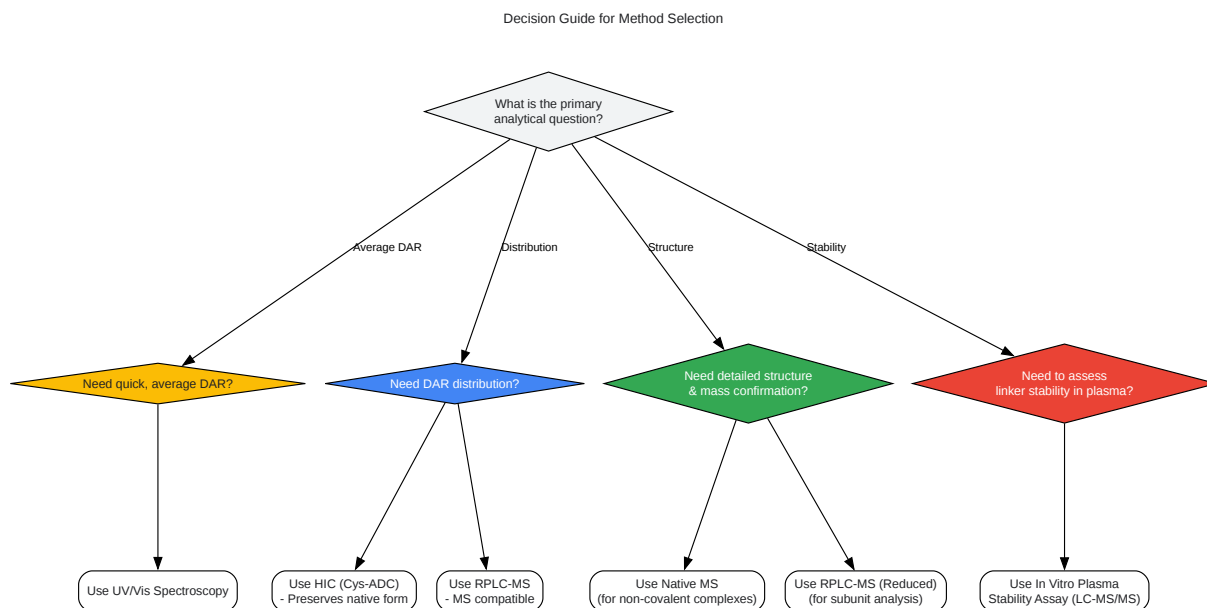 Decision Guide for Method Selection
What is the primary
analytical question?
Average DAR
Distribution
Structure
Stability
Need quick, average DAR?
Need DAR distribution?
Need detailed structure
& mass confirmation?
Need to assess
linker stability in plasma?
Use UV/Vis Spectroscopy
Use HIC (Cys-ADC)
- Preserves native form
Use RPLC-MS
- MS compatible
Use Native MS
(for non-covalent complexes)
Use RPLC-MS (Reduced)
(for subunit analysis)
Use In Vitro Plasma
Stability Assay (LC-MS/MS)